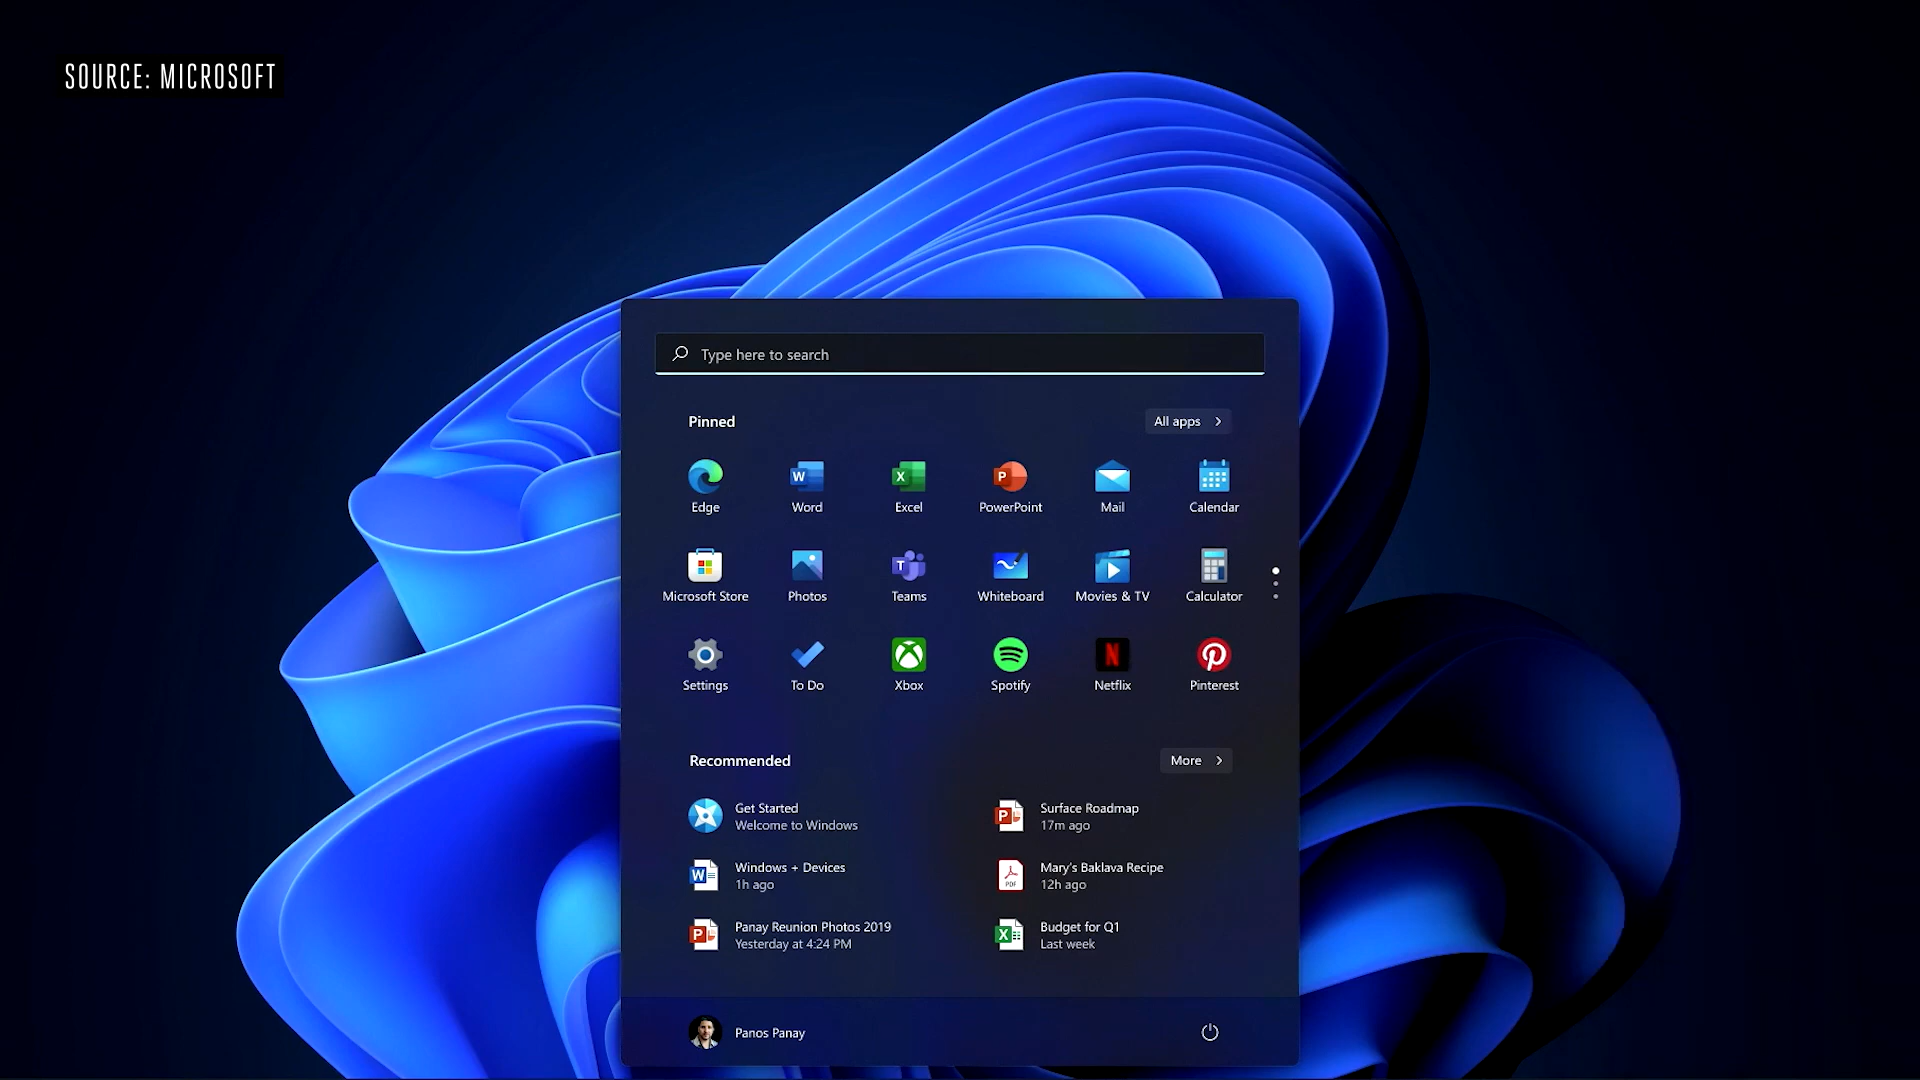 SOURCE: MICROSOFT
Type here to search
Pinned
All apps
Edge
Word
Excel
PowerPoint
Mail
Calendar
Microsoft Store
Photos
Teams
Whiteboard
Movies & TV
Calculator
Settings
To Do
Xbox
Spotify
Netflix
Pinterest
Recommended
More
Get Started
Welcome to Windows
Surface Roadmap
17m ago
Windows + Devices
1h ago
Mary's Baklava Recipe
12h ago
Panay Reunion Photos 2019
Yesterday at 4:24 PM
Budget for Q1
Last week
Panos Panay